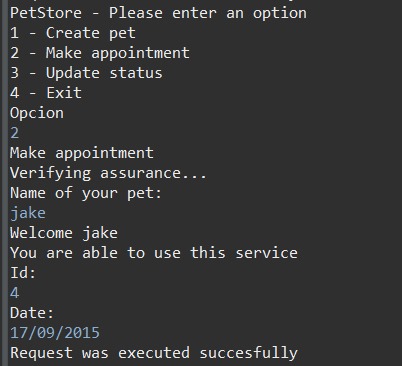 PetStore - Please enter an option
1 - Create pet
2 - Make appointment
3 - Update status
4 - Exit
Opcion
2
Make appointment
Verifying assurance...
Name of your pet:
jake
Welcome jake
You are able to use this service
Id:
4
Date:
17/09/2015
Request was executed succesfully